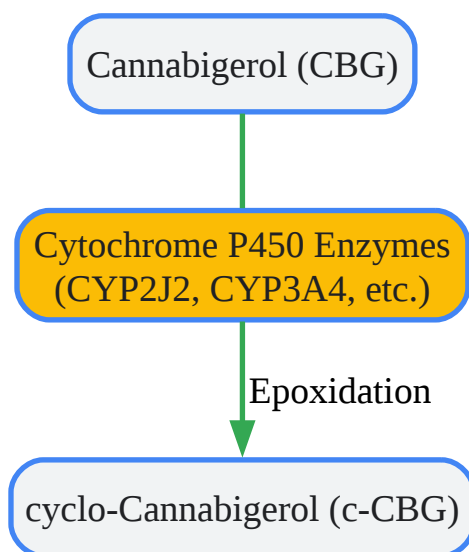 Cannabigerol (CBG)
Cytochrome P450 Enzymes
(CYP2J2, CYP3A4, etc.)
Epoxidation
cyclo-Cannabigerol (c-CBG)